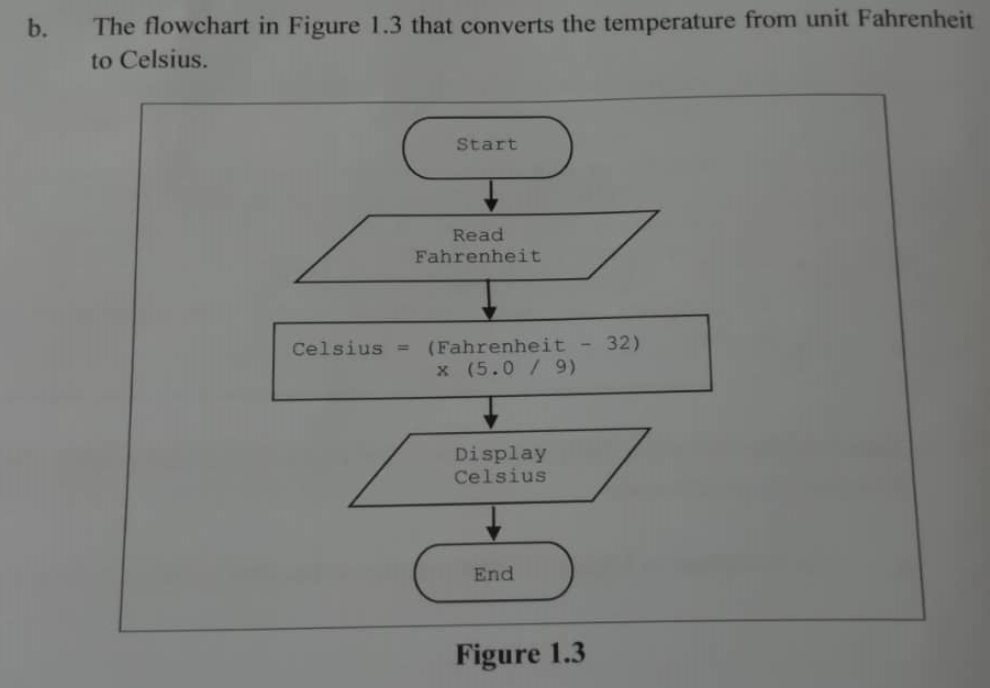 b. The flowchart in Figure 1.3 that converts the temperature from unit Fahrenheit
to Celsius.
Start
Read
Fahrenheit
Celsius = (Fahrenheit - 32)
x (5.0 / 9)
Display
Celsius
End
Figure 1.3